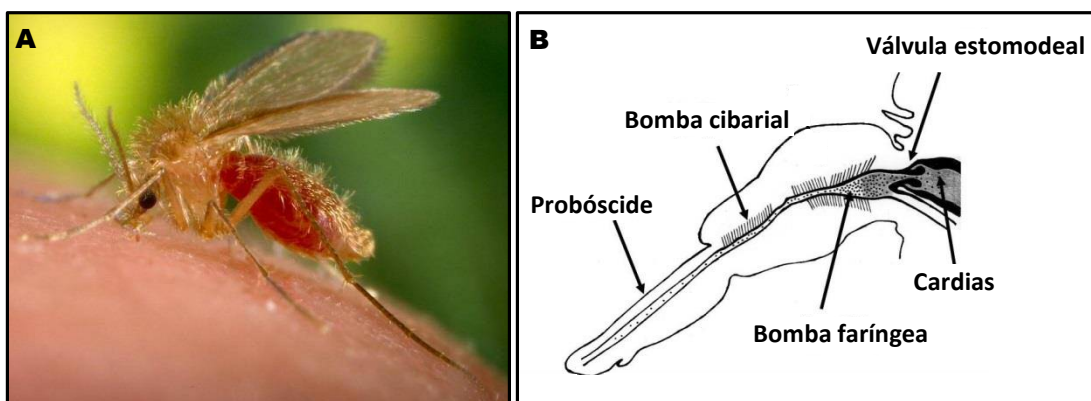 A
B
Válvula estomodeal
Bomba cibarial
Probóscide
Cardias
Bomba faríngea